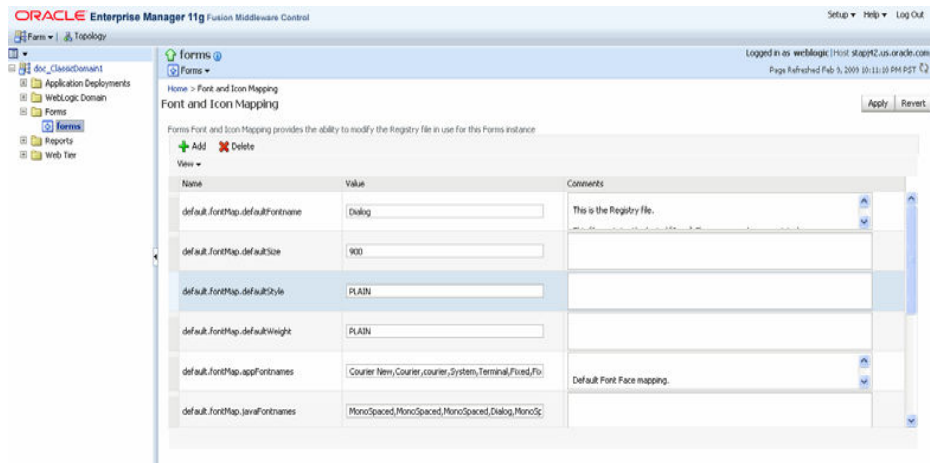 ORACLE Enterprise Manager 11g Fusion Middleware Control
Setup Help Log Out
Farm Topology
doc_ClassicDomain1
Application Deployments
WebLogic Domain
Forms
forms
Reports
Web Tier
forms
Logged in as weblogic | Host stapj42.us.oracle.com
Forms
Page Refreshed Feb 9, 2009 10:11:10 PM PST
Home > Font and Icon Mapping
Font and Icon Mapping
Apply Revert
Forms Font and Icon Mapping provides the ability to modify the Registry file in use for this Forms instance
Add Delete
View
Name Value Comments
default.fontMap.defaultFontname Dialog This is the Registry file.
default.fontMap.defaultSize 900
default.fontMap.defaultStyle PLAIN
default.fontMap.defaultWeight PLAIN
default.fontMap.appFontnames Courier New,Courier,courier,System,Terminal,Fixed,Fix Default Font Face mapping.
default.fontMap.javaFontnames MonoSpaced,MonoSpaced,MonoSpaced,Dialog,MonoSp